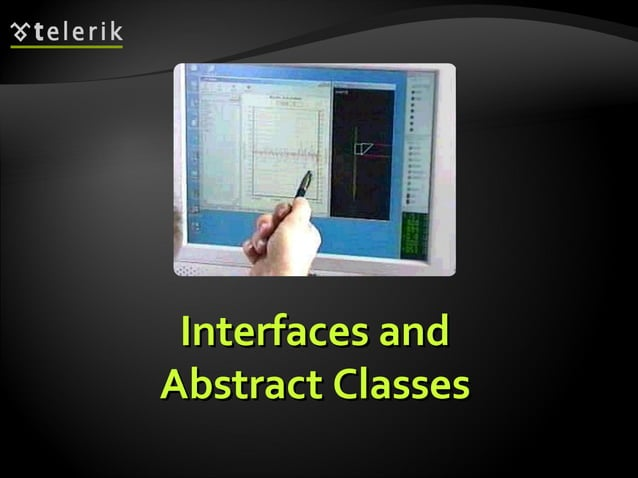 telerik
Interfaces and
Abstract Classes